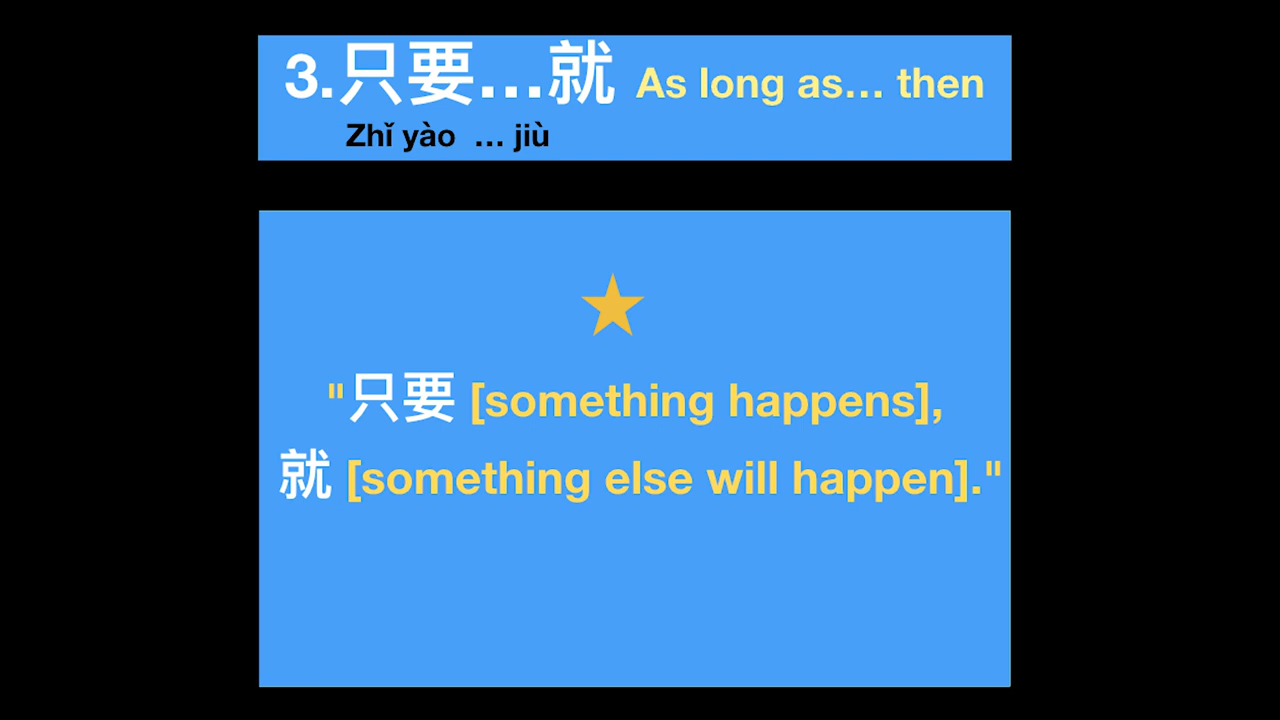 3.只要...就 As long as... then
Zhǐ yào ... jiù
"只要 [something happens],
就 [something else will happen]."